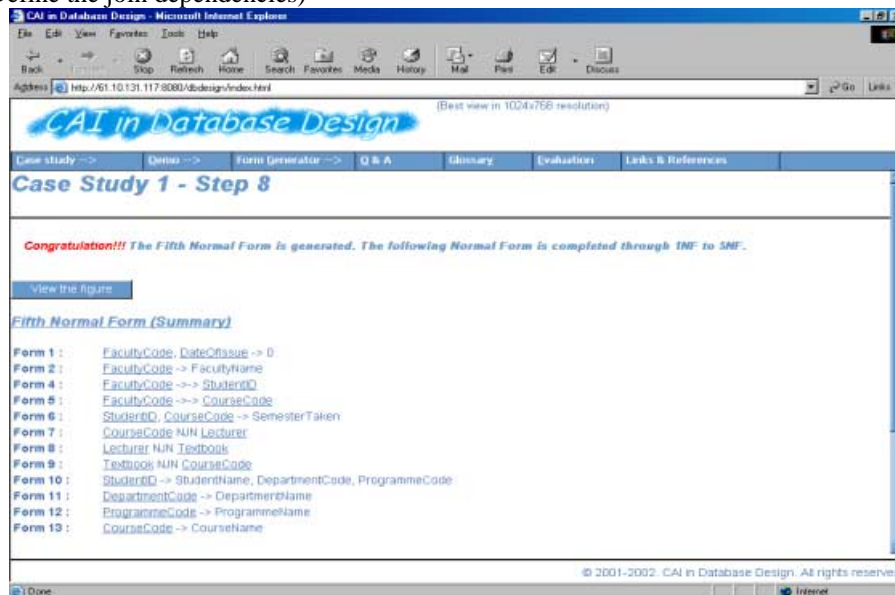 efine the join dependencies)
CAI in Database Design - Microsoft Internet Explorer
File Edit View Favorites Tools Help
Back Stop Refresh Home Search Favorites Media History Mail Print Edit Discuss
Address http://61.10.131.117:8080/dbdesign/index.html Go Links
CAI in Database Design
(Best view in 1024x768 resolution)
Case study --> Demo --> Form Generator --> Q & A Glossary Evaluation Links & References
Case Study 1 - Step 8
Congratulation!!! The Fifth Normal Form is generated. The following Normal Form is completed through 1NF to 5NF.
View the figure
Fifth Normal Form (Summary)
Form 1 : FacultyCode, DateOfIssue -> 0
Form 2 : FacultyCode -> FacultyName
Form 4 : FacultyCode ->-> StudentID
Form 5 : FacultyCode ->-> CourseCode
Form 6 : StudentID, CourseCode -> SemesterTaken
Form 7 : CourseCode NJN Lecturer
Form 8 : Lecturer NJN Textbook
Form 9 : Textbook NJN CourseCode
Form 10 : StudentID -> StudentName, DepartmentCode, ProgrammeCode
Form 11 : DepartmentCode -> DepartmentName
Form 12 : ProgrammeCode -> ProgrammeName
Form 13 : CourseCode -> CourseName
© 2001-2002. CAI in Database Design. All rights reserve
Done Internet